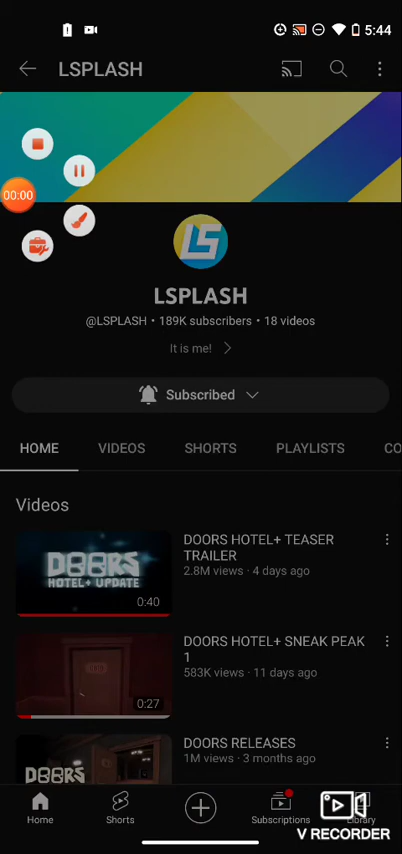 5:44
LSPLASH
00:00
LS
LSPLASH
@LSPLASH • 189K subscribers • 18 videos
It is me!
Subscribed
HOME VIDEOS SHORTS PLAYLISTS CO
Videos
DOORS
HOTEL+ UPDATE
0:40
DOORS HOTEL+ TEASER
TRAILER
2.8M views · 4 days ago
0:27
DOORS HOTEL+ SNEAK PEAK
1
583K views · 11 days ago
DOORS
DOORS RELEASES
1M views · 3 months ago
Home Shorts Subscriptions Library
V RECORDER